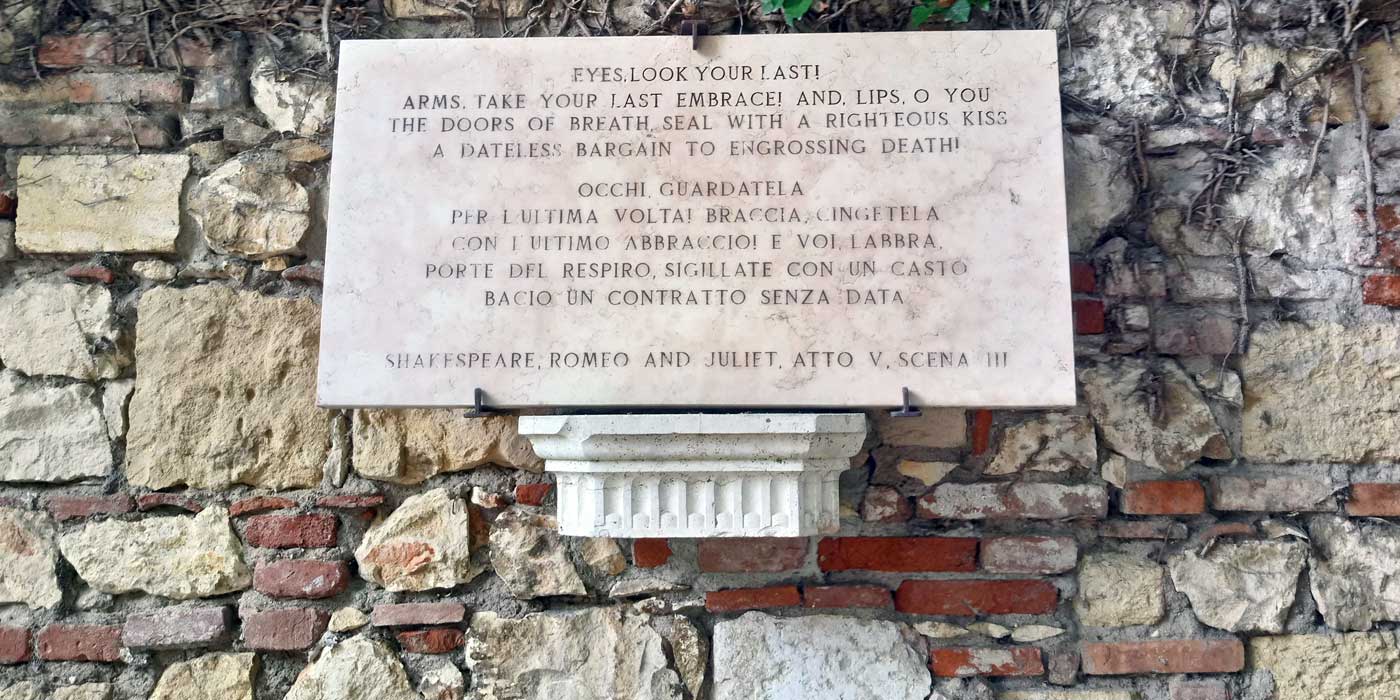 EYES, LOOK YOUR LAST!
ARMS, TAKE YOUR LAST EMBRACE! AND, LIPS, O YOU
THE DOORS OF BREATH, SEAL WITH A RIGHTEOUS KISS
A DATELESS BARGAIN TO ENGROSSING DEATH!
OCCHI, GUARDATELA
PER L'ULTIMA VOLTA! BRACCIA, CINGETELA
CON L'ULTIMO ABBRACCIO! E VOI, LABBRA,
PORTE DEL RESPIRO, SIGILLATE CON UN CASTO
BACIO UN CONTRATTO SENZA DATA
SHAKESPEARE, ROMEO AND JULIET, ATTO V, SCENA III